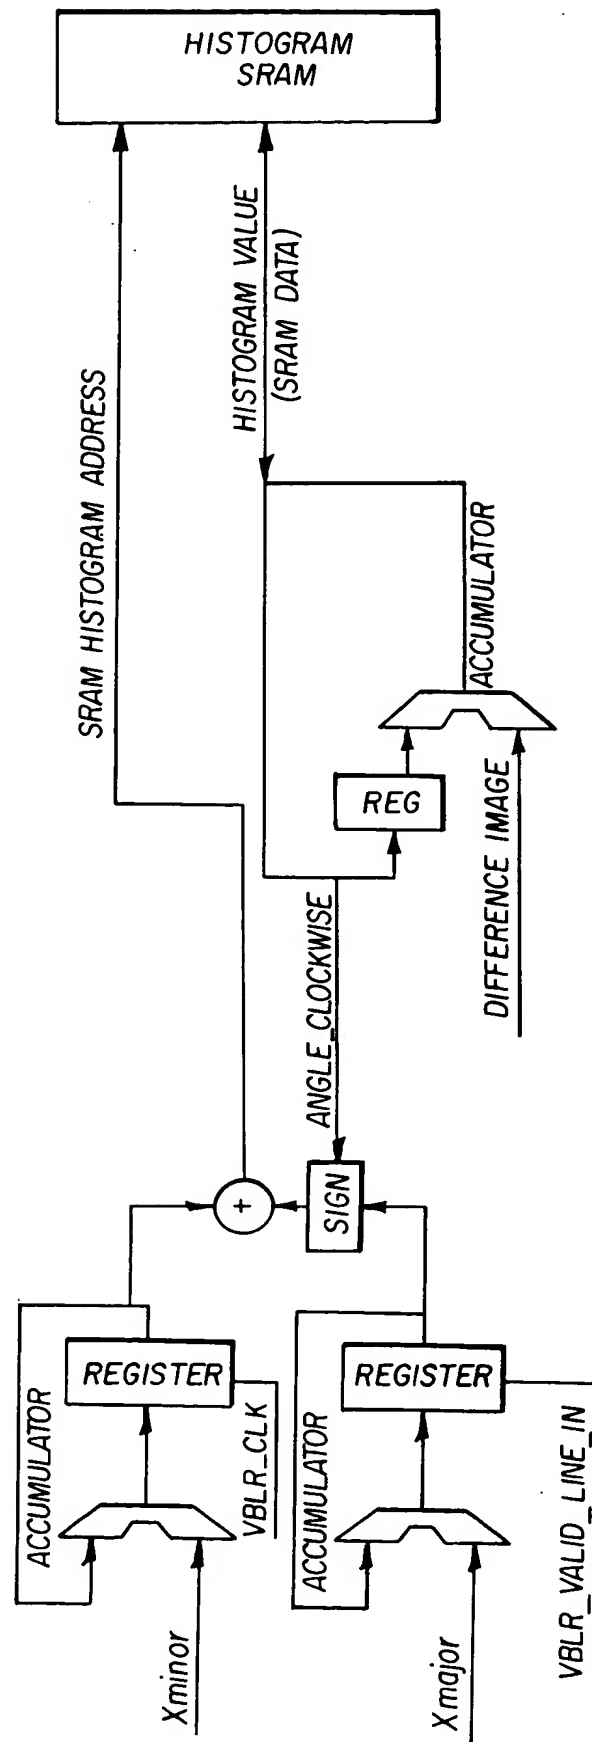 HISTOGRAM
SRAM
SRAM HISTOGRAM ADDRESS
HISTOGRAM VALUE
(SRAM DATA)
ACCUMULATOR
REG
DIFFERENCE IMAGE
ANGLE_CLOCKWISE
+
SIGN
ACCUMULATOR
REGISTER
VBLR_CLK
Xminor
ACCUMULATOR
REGISTER
VBLR_VALID_LINE_IN
Xmajor